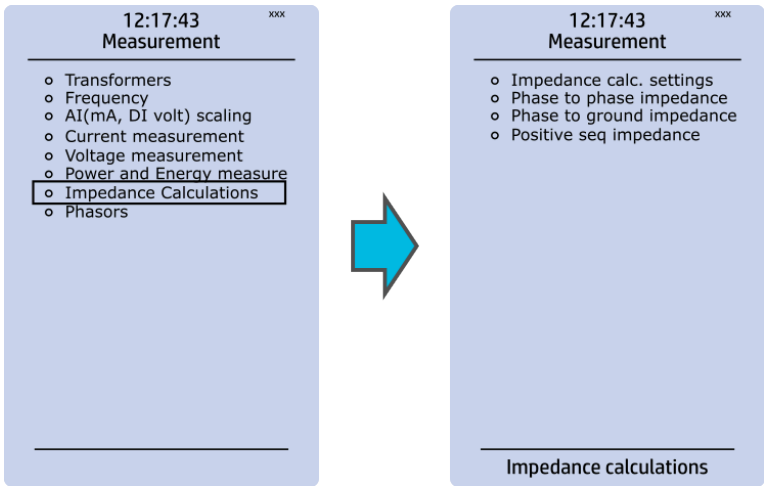 12:17:43
xxx
Measurement
Transformers
Frequency
AI(mA, DI volt) scaling
Current measurement
Voltage measurement
Power and Energy measure
Impedance Calculations
Phasors
12:17:43
xxx
Measurement
Impedance calc. settings
Phase to phase impedance
Phase to ground impedance
Positive seq impedance
Impedance calculations